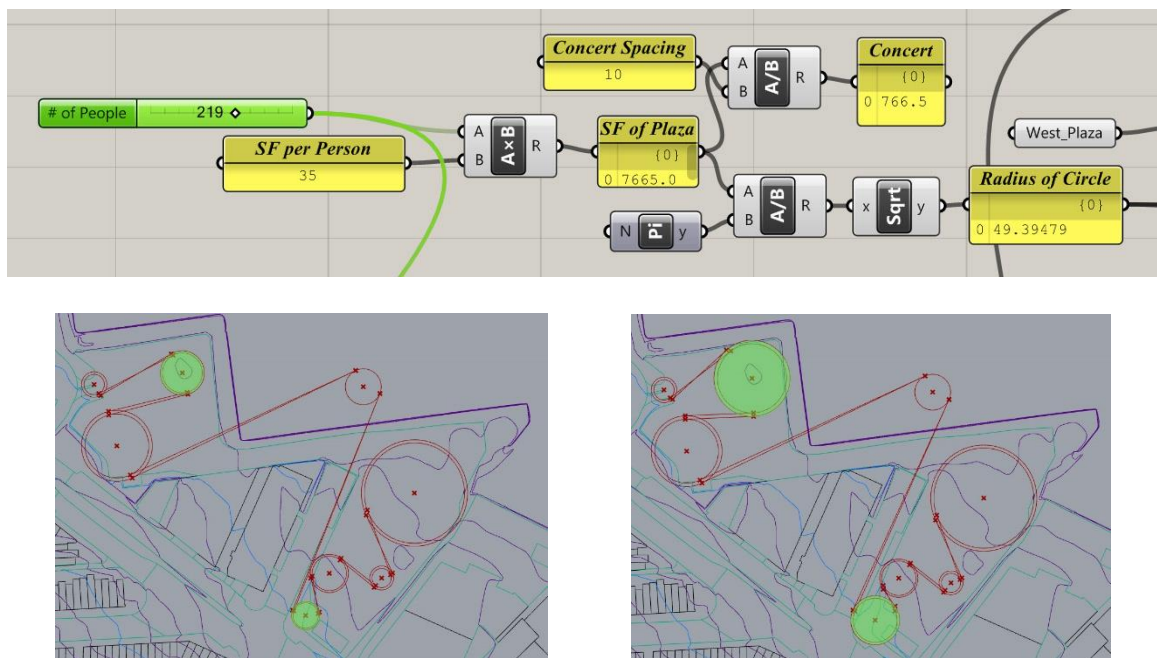 Concert Spacing
10
A
B
A/B
R
Concert
{0}
0 766.5
# of People
219
SF per Person
35
A
B
A×B
R
SF of Plaza
{0}
0 7665.0
West_Plaza
N
Pi
y
A
B
A/B
R
x
Sqrt
y
Radius of Circle
{0}
0 49.39479